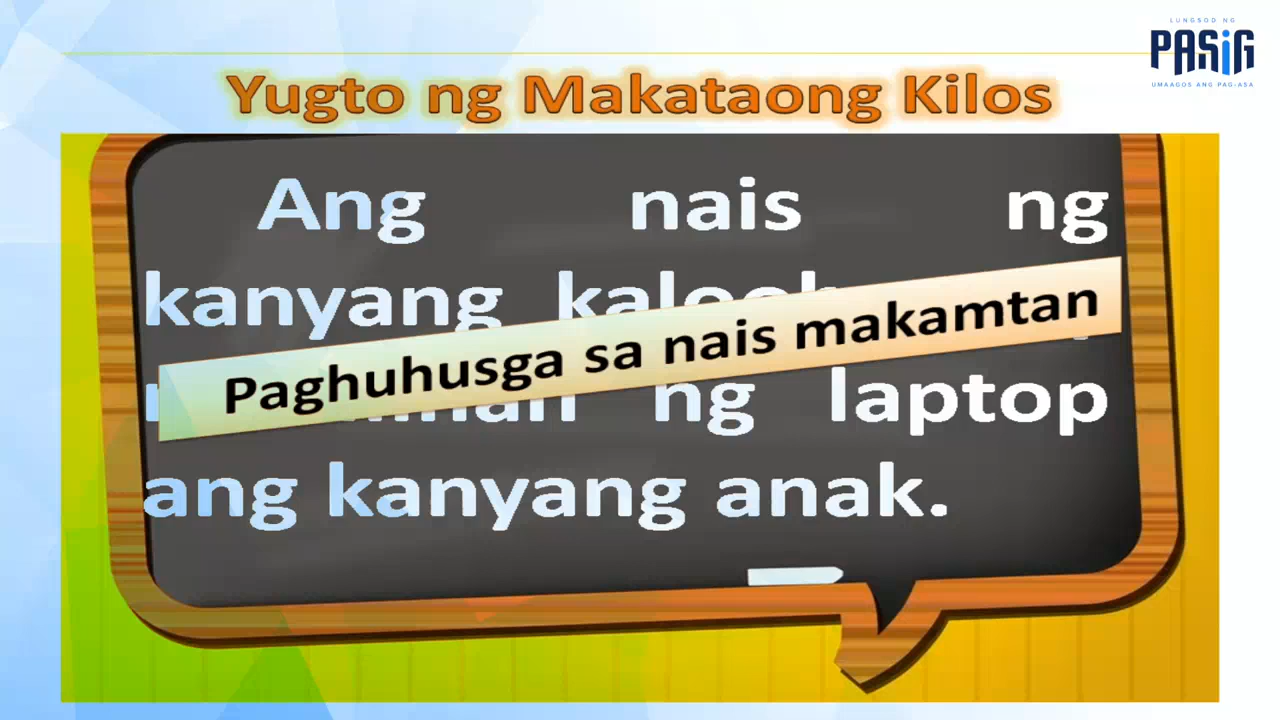 LUNGSOD NG
PASiG
UMAAGOS ANG PAG-ASA
Yugto ng Makataong Kilos
Ang nais ng
kanyang
Paghuhusga sa nais makamtan
ng laptop
ang kanyang anak.